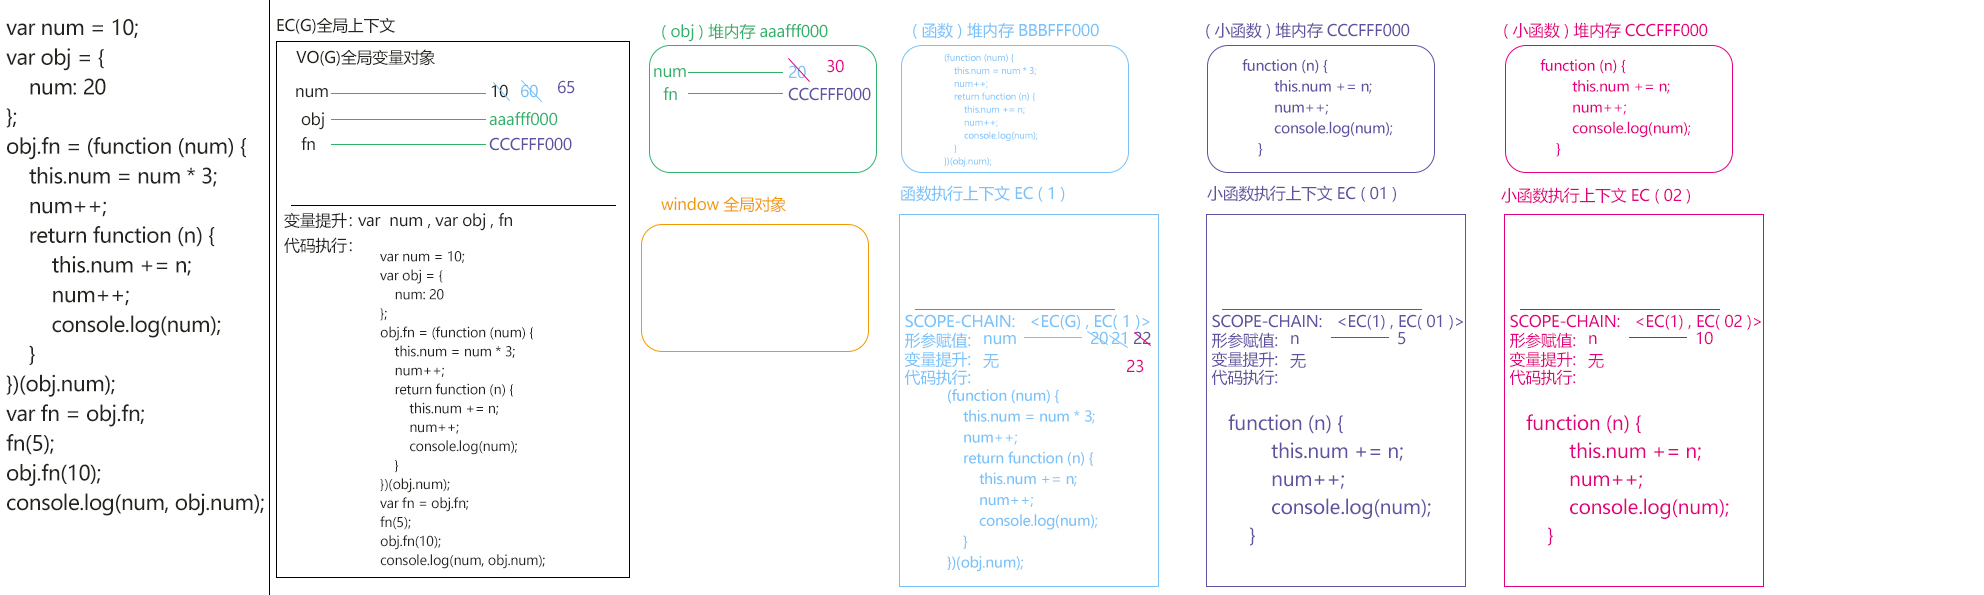 var num = 10;
var obj = {
num: 20
};
obj.fn = (function (num) {
this.num = num * 3;
num++;
return function (n) {
this.num += n;
num++;
console.log(num);
}
})(obj.num);
var fn = obj.fn;
fn(5);
obj.fn(10);
console.log(num, obj.num);
EC(G)全局上下文
VO(G)全局变量对象
num 10 60 65
obj aaafff000
fn CCCFFF000
变量提升：var num , var obj , fn
代码执行：
var num = 10;
var obj = {
num: 20
};
obj.fn = (function (num) {
this.num = num * 3;
num++;
return function (n) {
this.num += n;
num++;
console.log(num);
}
})(obj.num);
var fn = obj.fn;
fn(5);
obj.fn(10);
console.log(num, obj.num);
( obj ) 堆内存 aaafff000
num 20 30
fn CCCFFF000
window 全局对象
( 函数 ) 堆内存 BBBFFF000
(function (num) {
this.num = num * 3;
num++;
return function (n) {
this.num += n;
num++;
console.log(num);
}
})(obj.num);
函数执行上下文 EC ( 1 )
SCOPE-CHAIN: <EC(G) , EC( 1 )>
形参赋值: num 20 21 22
23
变量提升: 无
代码执行:
(function (num) {
this.num = num * 3;
num++;
return function (n) {
this.num += n;
num++;
console.log(num);
}
})(obj.num);
( 小函数 ) 堆内存 CCCFFF000
function (n) {
this.num += n;
num++;
console.log(num);
}
小函数执行上下文 EC ( 01 )
SCOPE-CHAIN: <EC(1) , EC( 01 )>
形参赋值: n 5
变量提升: 无
代码执行:
function (n) {
this.num += n;
num++;
console.log(num);
}
( 小函数 ) 堆内存 CCCFFF000
function (n) {
this.num += n;
num++;
console.log(num);
}
小函数执行上下文 EC ( 02 )
SCOPE-CHAIN: <EC(1) , EC( 02 )>
形参赋值: n 10
变量提升: 无
代码执行:
function (n) {
this.num += n;
num++;
console.log(num);
}